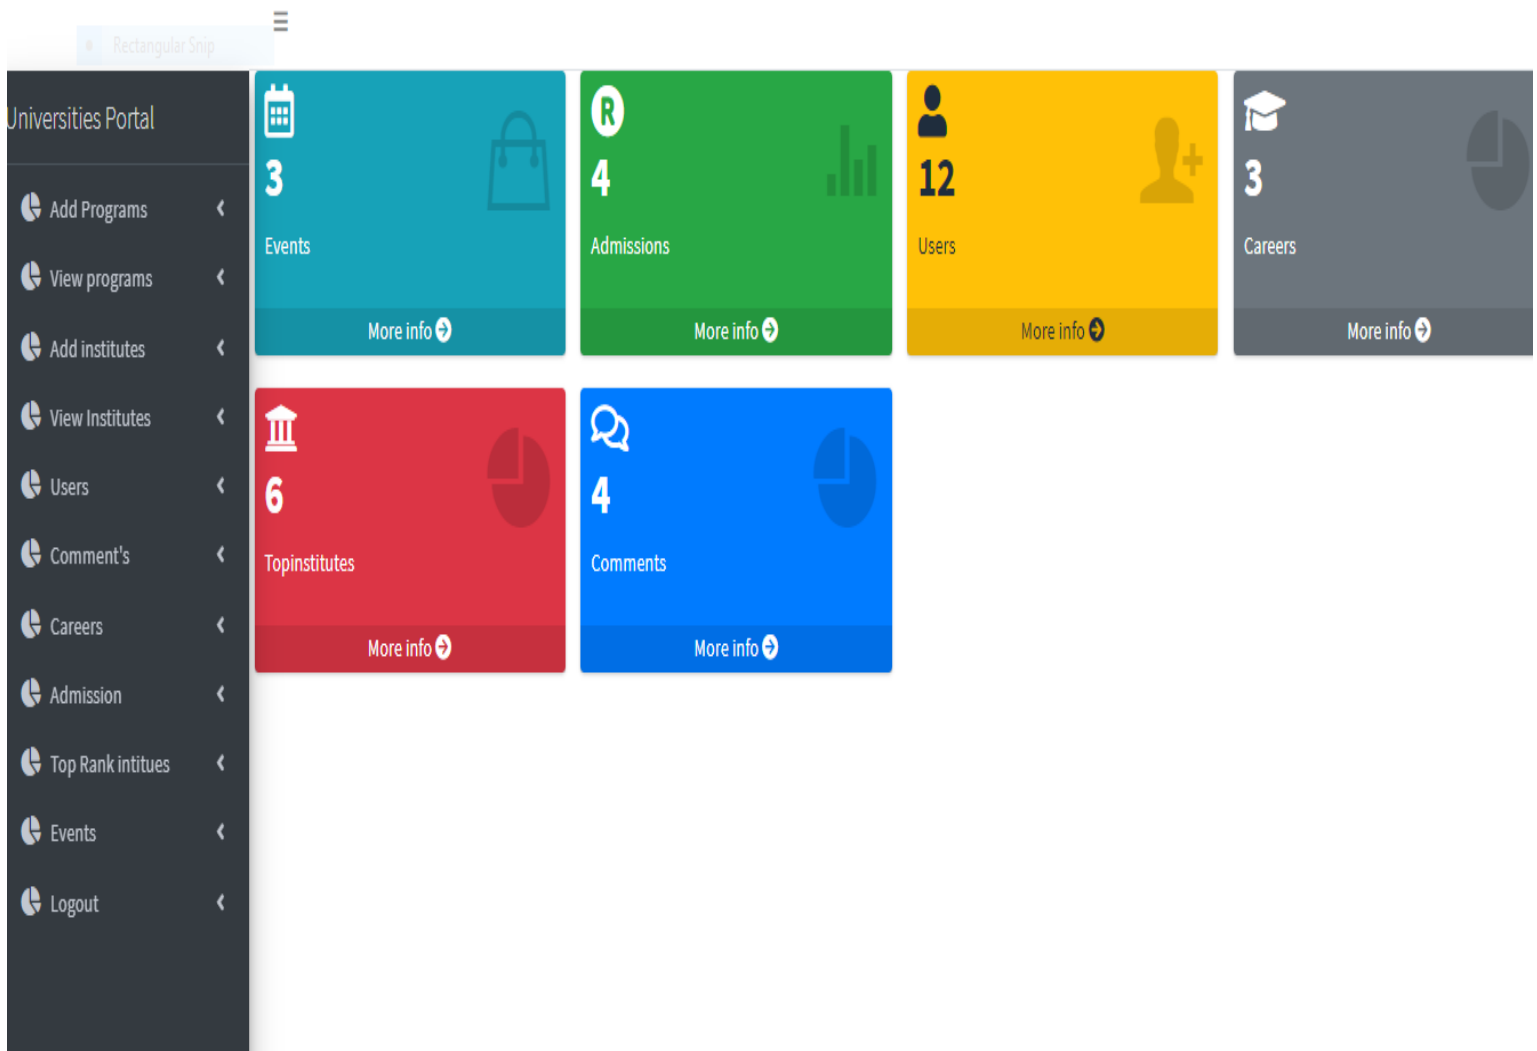 Rectangular Snip
Universities Portal
Add Programs
View programs
Add institutes
View Institutes
Users
Comment's
Careers
Admission
Top Rank intitues
Events
Logout
3
Events
More info
R
4
Admissions
More info
12
Users
More info
3
Careers
More info
6
Topinstitutes
More info
4
Comments
More info